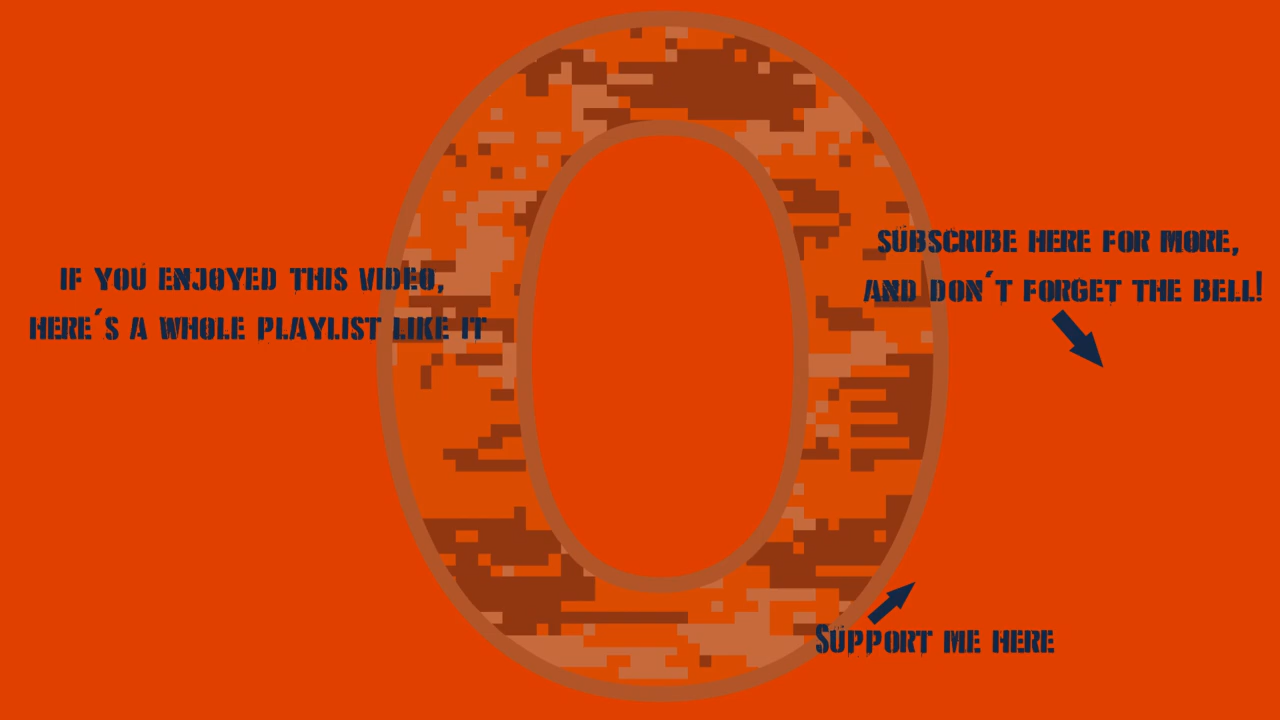 IF YOU ENJOYED THIS VIDEO,
HERE´S A WHOLE PLAYLIST LIKE IT
SUBSCRIBE HERE FOR MORE,
AND DON´T FORGET THE BELL!
SUPPORT ME HERE
O